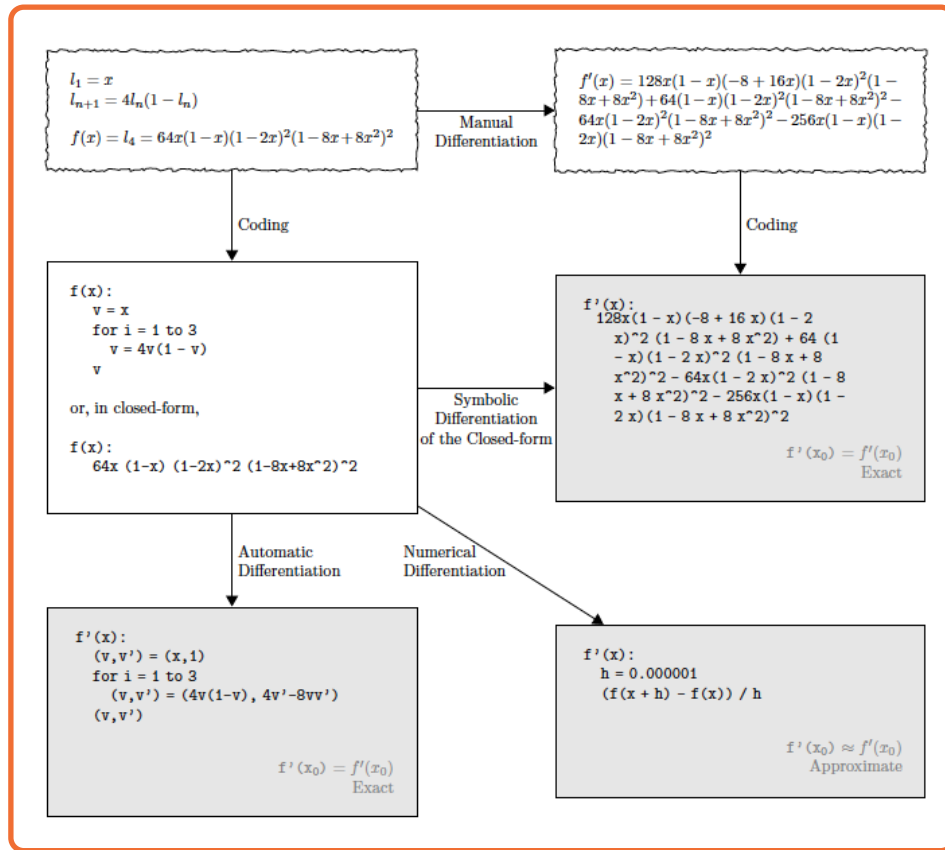 l₁ = x
lₙ₊₁ = 4lₙ(1 − lₙ)
f(x) = l₄ = 64x(1−x)(1−2x)²(1−8x+8x²)²
Manual
Differentiation
f′(x) = 128x(1 − x)(−8 + 16x)(1 − 2x)²(1 −
8x + 8x²) + 64(1 − x)(1 − 2x)²(1 − 8x + 8x²)² −
64x(1 − 2x)²(1 − 8x + 8x²)² − 256x(1 − x)(1 −
2x)(1 − 8x + 8x²)²
Coding
Coding
f(x):
v = x
for i = 1 to 3
v = 4v(1 - v)
v
or, in closed-form,
f(x):
64x (1-x) (1-2x)^2 (1-8x+8x^2)^2
Symbolic
Differentiation
of the Closed-form
f'(x):
128x(1 - x)(-8 + 16 x)(1 - 2
x)^2 (1 - 8 x + 8 x^2) + 64 (1
- x)(1 - 2 x)^2 (1 - 8 x + 8
x^2)^2 - 64x(1 - 2 x)^2 (1 - 8
x + 8 x^2)^2 - 256x(1 - x)(1 -
2 x)(1 - 8 x + 8 x^2)^2
f'(x₀) = f′(x₀)
Exact
Automatic
Differentiation
Numerical
Differentiation
f'(x):
(v,v') = (x,1)
for i = 1 to 3
(v,v') = (4v(1-v), 4v'-8vv')
(v,v')
f'(x₀) = f′(x₀)
Exact
f'(x):
h = 0.000001
(f(x + h) - f(x)) / h
f'(x₀) ≈ f′(x₀)
Approximate